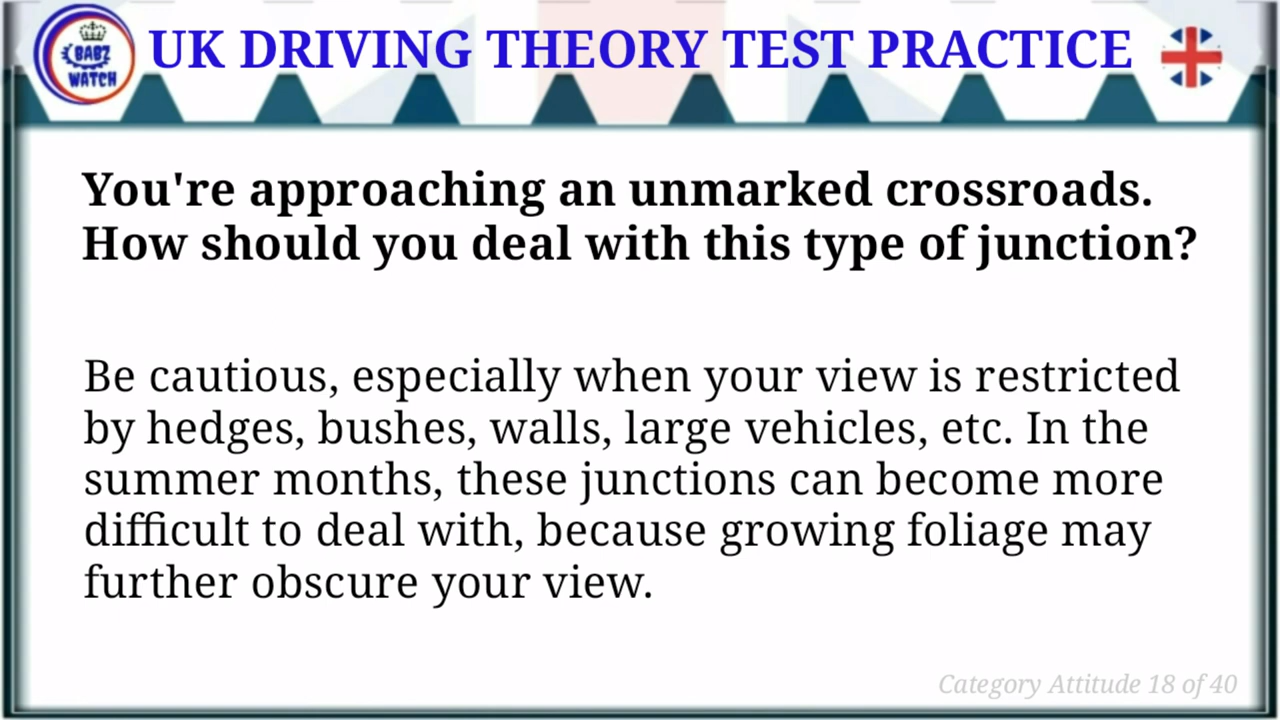 BABZ
WATCH
UK DRIVING THEORY TEST PRACTICE
You're approaching an unmarked crossroads.
How should you deal with this type of junction?
Be cautious, especially when your view is restricted
by hedges, bushes, walls, large vehicles, etc. In the
summer months, these junctions can become more
difficult to deal with, because growing foliage may
further obscure your view.
Category Attitude 18 of 40